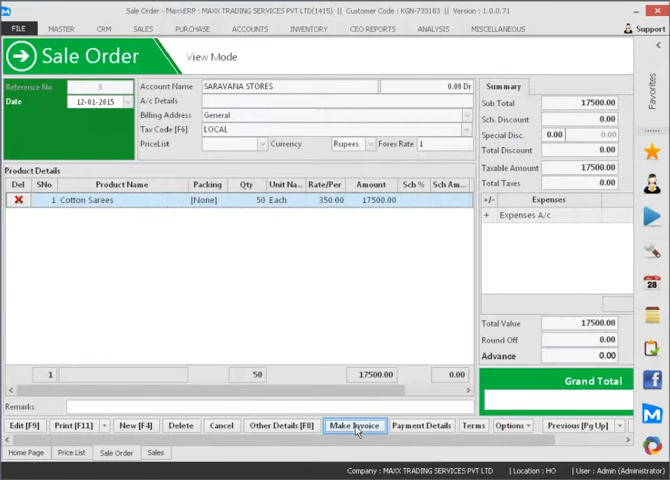 Sale Order - MaxxERP : MAXX TRADING SERVICES PVT LTD(1415) || Customer Code : KGN-733183 || Version : 1.0.0.71
FILE MASTER CRM SALES PURCHASE ACCOUNTS INVENTORY CEO REPORTS ANALYSIS MISCELLANEOUS Support
Sale Order View Mode
Favorites
Reference No 3
Date 12-01-2015
Account Name SARAVANA STORES 0.00 Dr
A/c Details
Billing Address General
Tax Code [F6] LOCAL
PriceList Currency Rupees Forex Rate 1
Summary
Sub Total 17500.00
Sch. Discount 0.00
Special Disc. 0.00 0.00
Total Discount 0.00
Taxable Amount 17500.00
Total Taxes 0.00
Product Details
Del SNo Product Name Packing Qty Unit Na... Rate/Per Amount Sch % Sch Am...
1 Cotton Sarees [None] 50 Each 350.00 17500.00
+/- Expenses
+ Expenses A/c
28
Total Value 17500.00
Round Off 0.00
Advance 0.00
1 50 17500.00 0.00
Grand Total
Remarks
Edit [F9] Print [F11] New [F4] Delete Cancel Other Details [F8] Make Invoice Payment Details Terms Options Previous [Pg Up]
Home Page Price List Sale Order Sales
Company : MAXX TRADING SERVICES PVT LTD | Location : HO | User : Admin (Administrator)